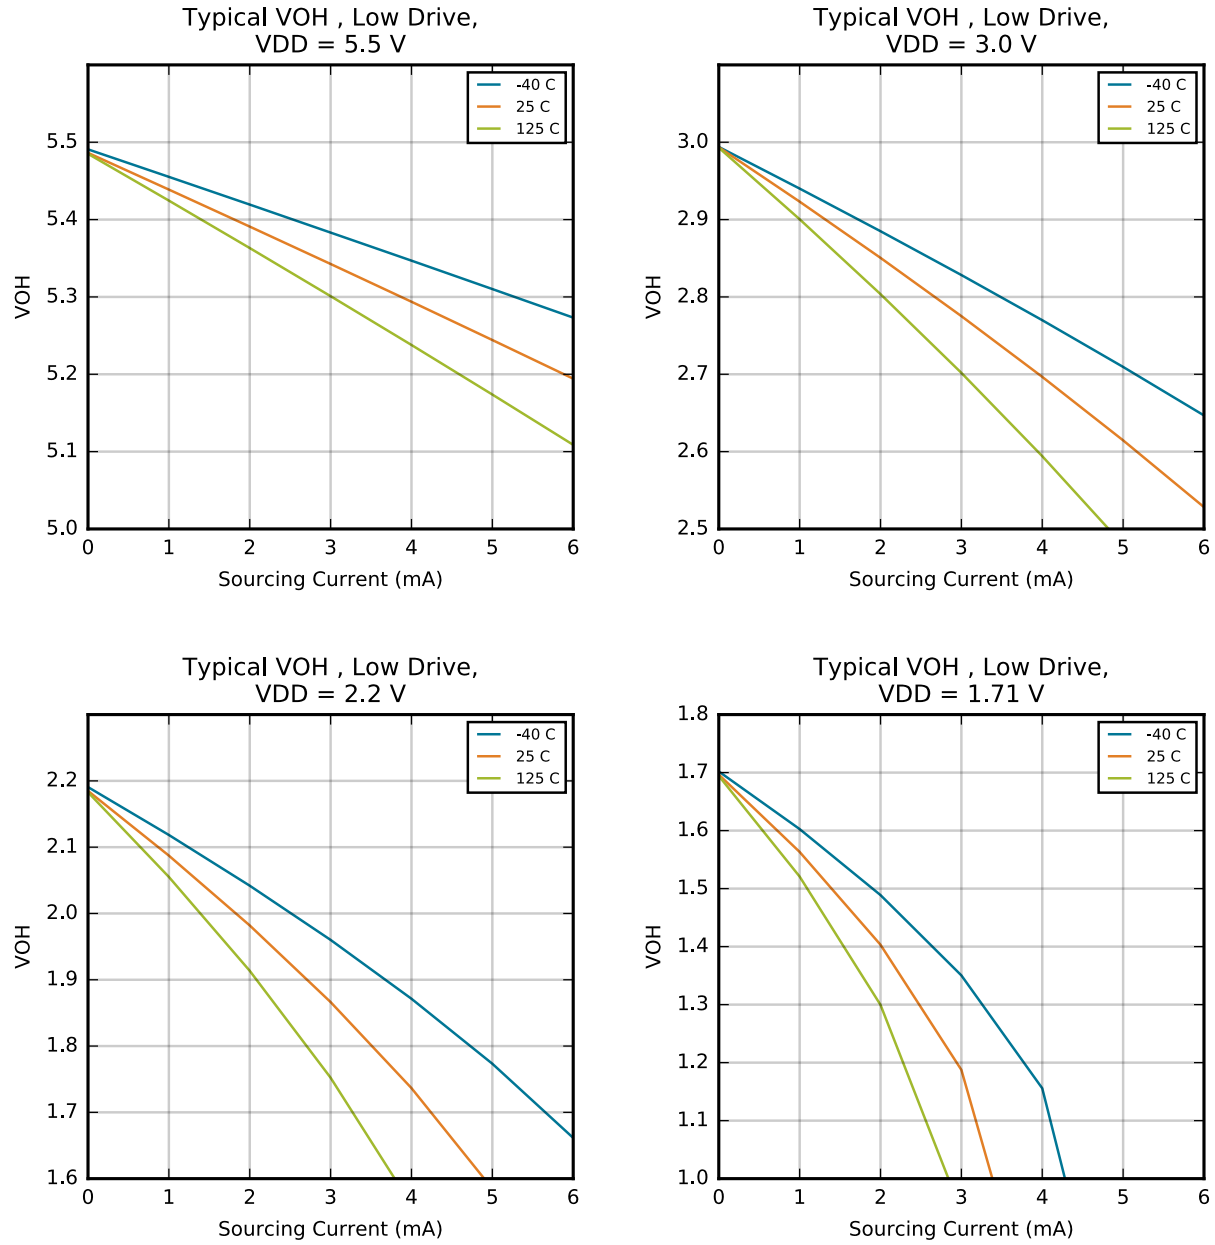 Typical VOH , Low Drive,
VDD = 5.5 V
-40 C
25 C
125 C
5.5
5.4
5.3
5.2
5.1
5.0
VOH
0 1 2 3 4 5 6
Sourcing Current (mA)
Typical VOH , Low Drive,
VDD = 3.0 V
-40 C
25 C
125 C
3.0
2.9
2.8
2.7
2.6
2.5
VOH
0 1 2 3 4 5 6
Sourcing Current (mA)
Typical VOH , Low Drive,
VDD = 2.2 V
-40 C
25 C
125 C
2.2
2.1
2.0
1.9
1.8
1.7
1.6
VOH
0 1 2 3 4 5 6
Sourcing Current (mA)
Typical VOH , Low Drive,
VDD = 1.71 V
-40 C
25 C
125 C
1.8
1.7
1.6
1.5
1.4
1.3
1.2
1.1
1.0
VOH
0 1 2 3 4 5 6
Sourcing Current (mA)